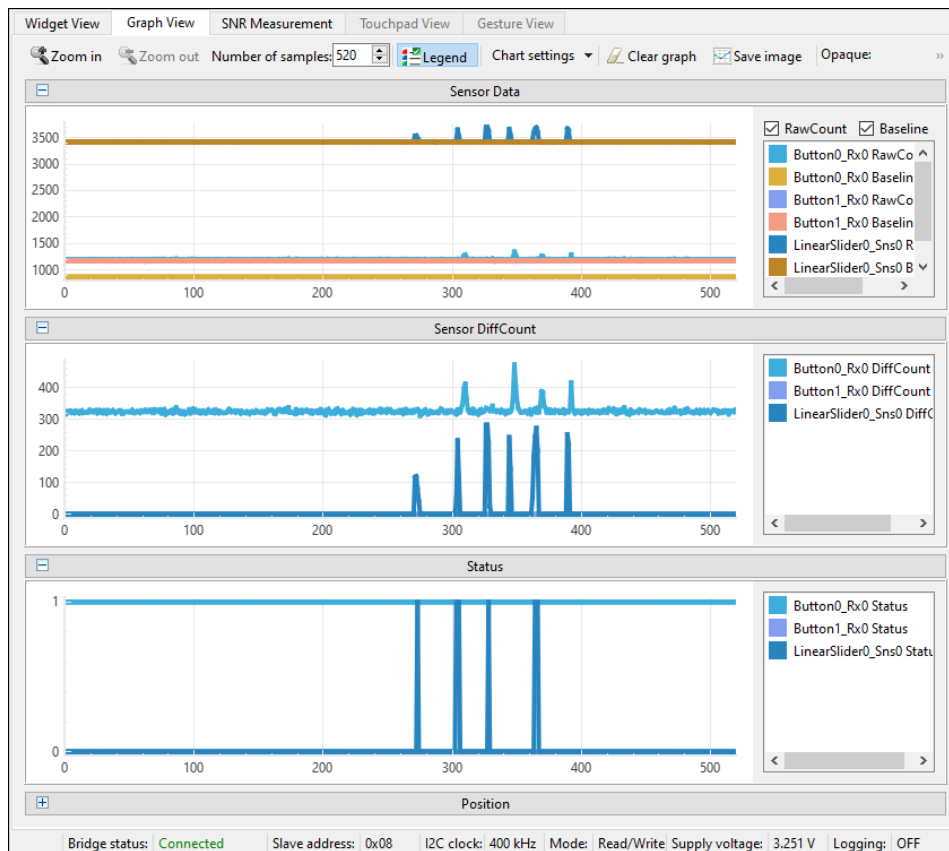 Widget View Graph View SNR Measurement Touchpad View Gesture View
Zoom in Zoom out Number of samples: 520 Legend Chart settings Clear graph Save image Opaque: »
Sensor Data
3500
3000
2500
2000
1500
1000
0 100 200 300 400 500
RawCount Baseline
Button0_Rx0 RawCo
Button0_Rx0 Baselin
Button1_Rx0 RawCo
Button1_Rx0 Baselin
LinearSlider0_Sns0 R
LinearSlider0_Sns0 B
Sensor DiffCount
400
300
200
100
0
0 100 200 300 400 500
Button0_Rx0 DiffCount
Button1_Rx0 DiffCount
LinearSlider0_Sns0 DiffC
Status
1
0
0 100 200 300 400 500
Button0_Rx0 Status
Button1_Rx0 Status
LinearSlider0_Sns0 Statu
Position
Bridge status: Connected Slave address: 0x08 I2C clock: 400 kHz Mode: Read/Write Supply voltage: 3.251 V Logging: OFF